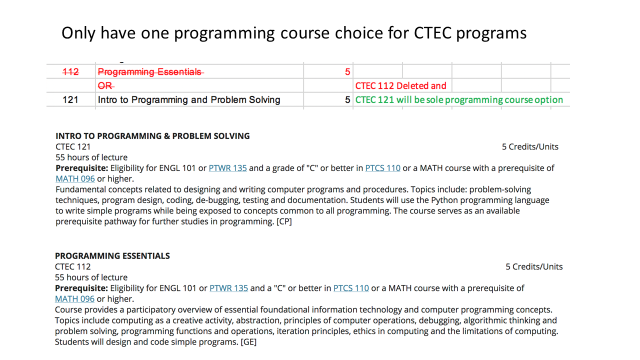 Only have one programming course choice for CTEC programs
112 Programming Essentials 5
OR CTEC 112 Deleted and
121 Intro to Programming and Problem Solving 5 CTEC 121 will be sole programming course option
INTRO TO PROGRAMMING & PROBLEM SOLVING
CTEC 121 5 Credits/Units
55 hours of lecture
Prerequisite: Eligibility for ENGL 101 or PTWR 135 and a grade of "C" or better in PTCS 110 or a MATH course with a prerequisite of
MATH 096 or higher.
Fundamental concepts related to designing and writing computer programs and procedures. Topics include: problem-solving
techniques, program design, coding, de-bugging, testing and documentation. Students will use the Python programming language
to write simple programs while being exposed to concepts common to all programming. The course serves as an available
prerequisite pathway for further studies in programming. [CP]
PROGRAMMING ESSENTIALS
CTEC 112 5 Credits/Units
55 hours of lecture
Prerequisite: Eligibility for ENGL 101 or PTWR 135 and a "C" or better in PTCS 110 or a MATH course with a prerequisite of
MATH 096 or higher.
Course provides a participatory overview of essential foundational information technology and computer programming concepts.
Topics include computing as a creative activity, abstraction, principles of computer operations, debugging, algorithmic thinking and
problem solving, programming functions and operations, iteration principles, ethics in computing and the limitations of computing.
Students will design and code simple programs. [GE]